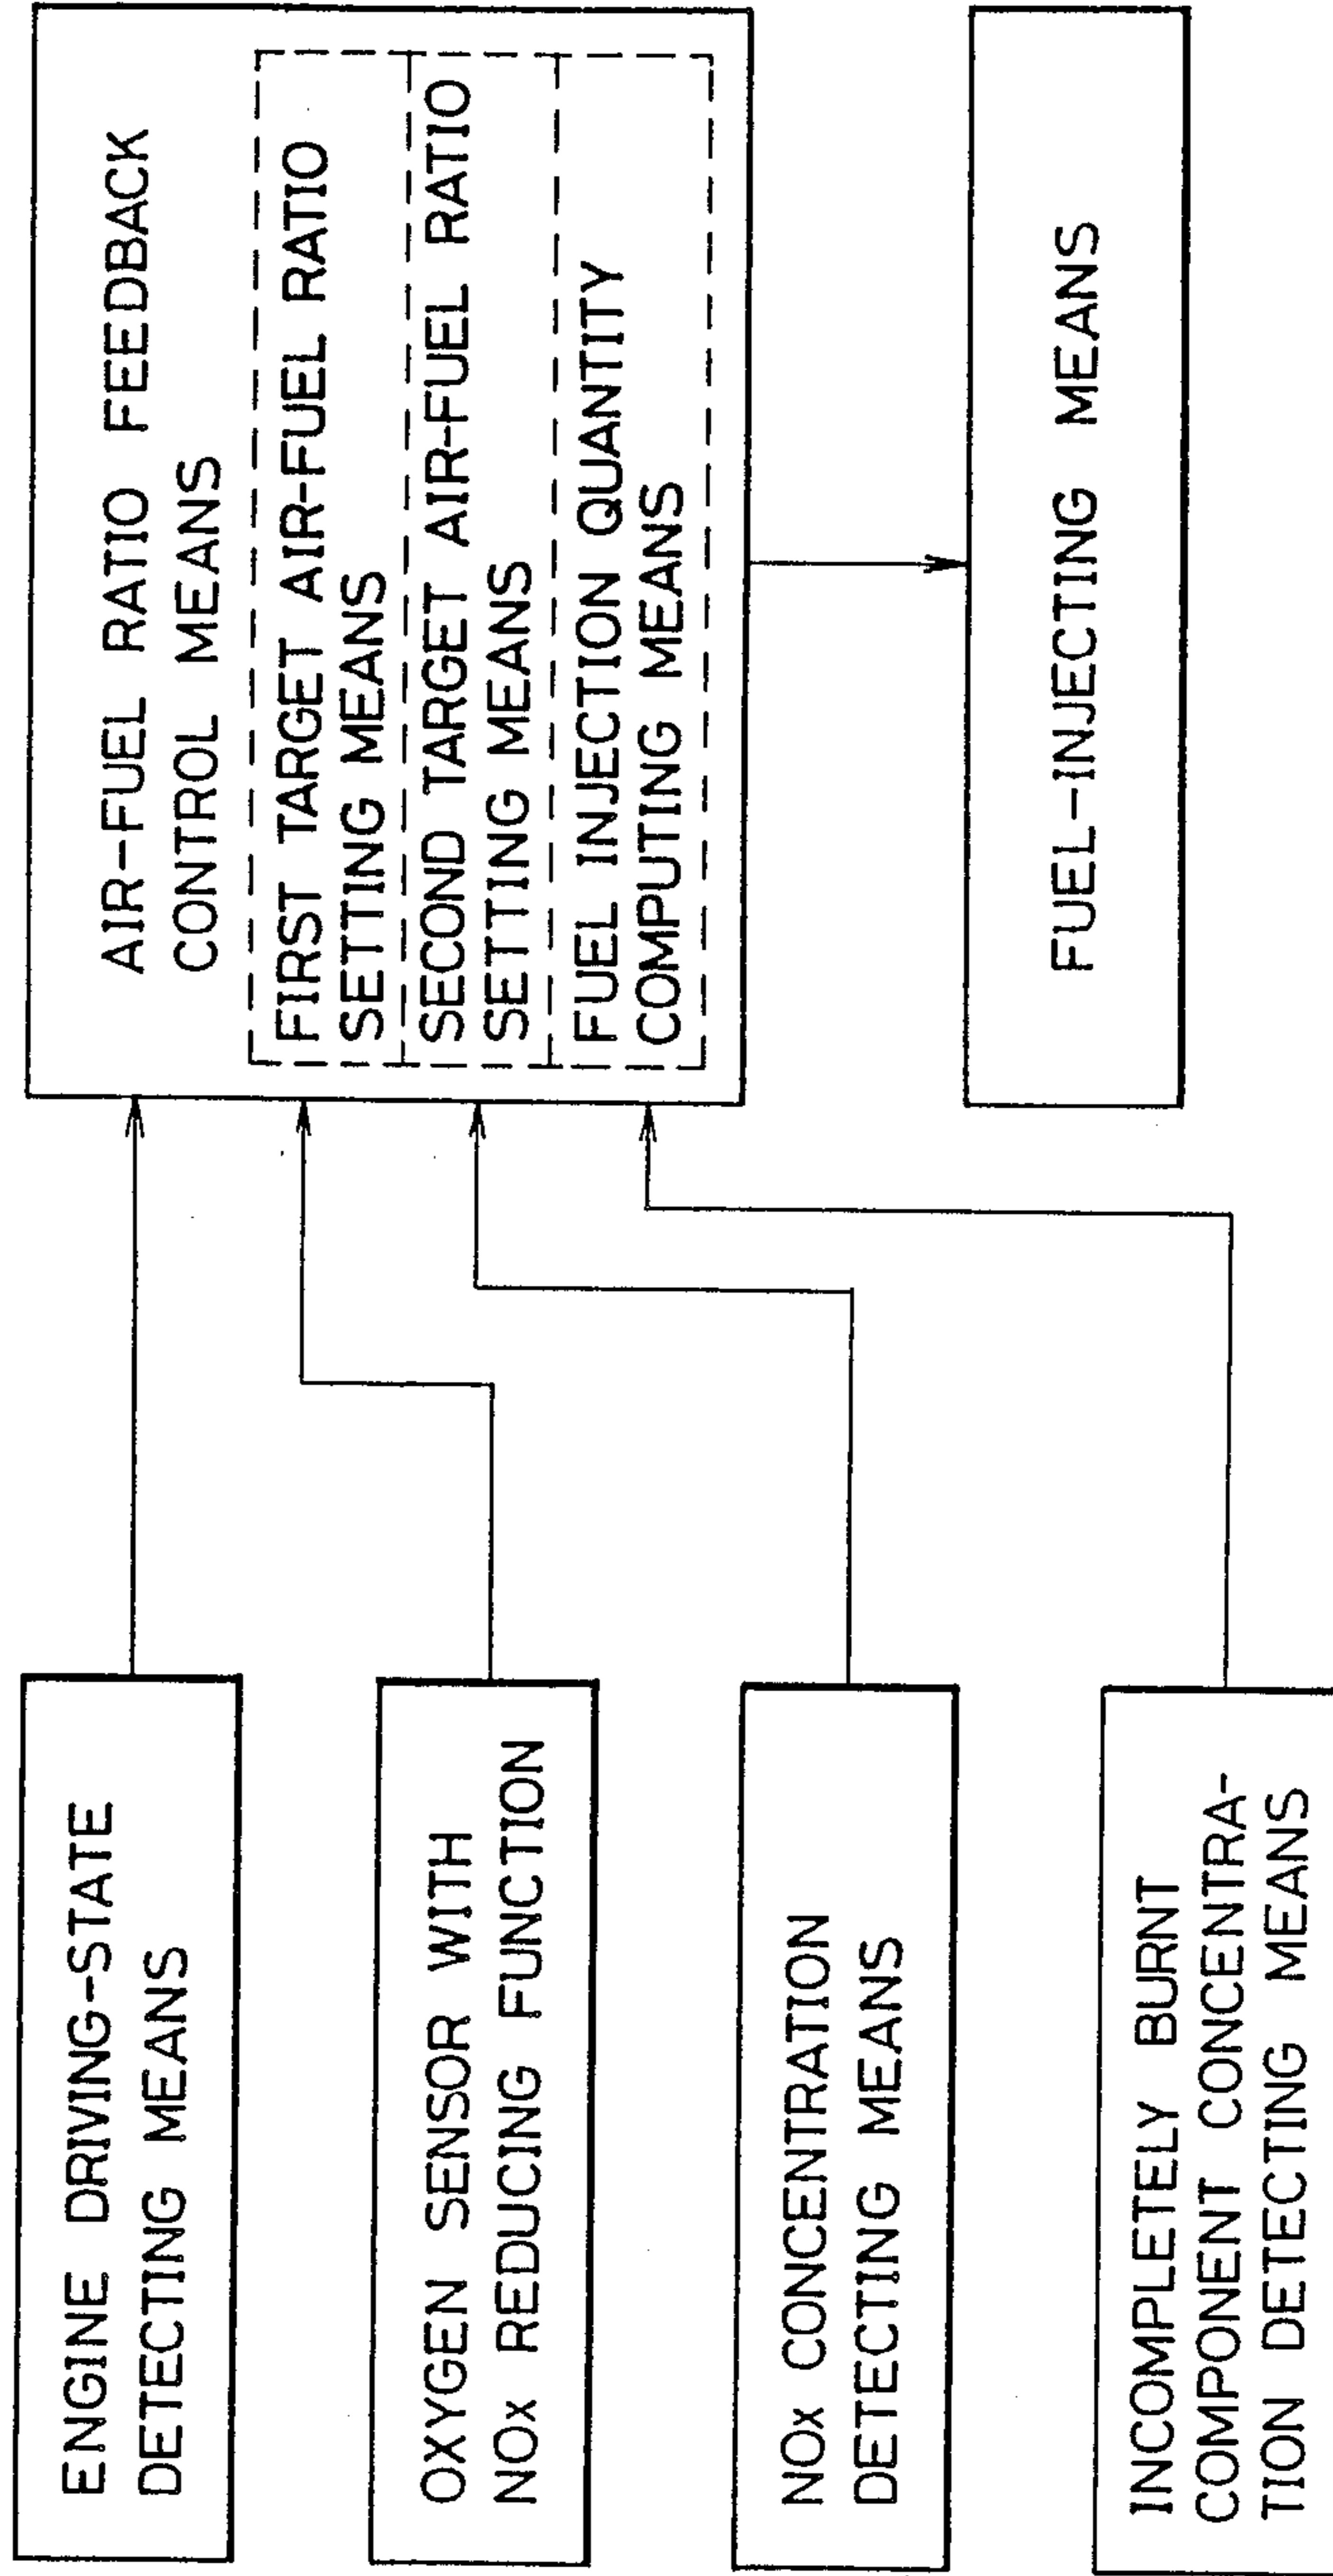 ENGINE DRIVING-STATE
DETECTING MEANS
OXYGEN SENSOR WITH
NOx REDUCING FUNCTION
NOx CONCENTRATION
DETECTING MEANS
INCOMPLETELY BURNT
COMPONENT CONCENTRA-
TION DETECTING MEANS
AIR-FUEL RATIO FEEDBACK
CONTROL MEANS
FIRST TARGET AIR-FUEL RATIO
SETTING MEANS
SECOND TARGET AIR-FUEL RATIO
SETTING MEANS
FUEL INJECTION QUANTITY
COMPUTING MEANS
FUEL-INJECTING MEANS